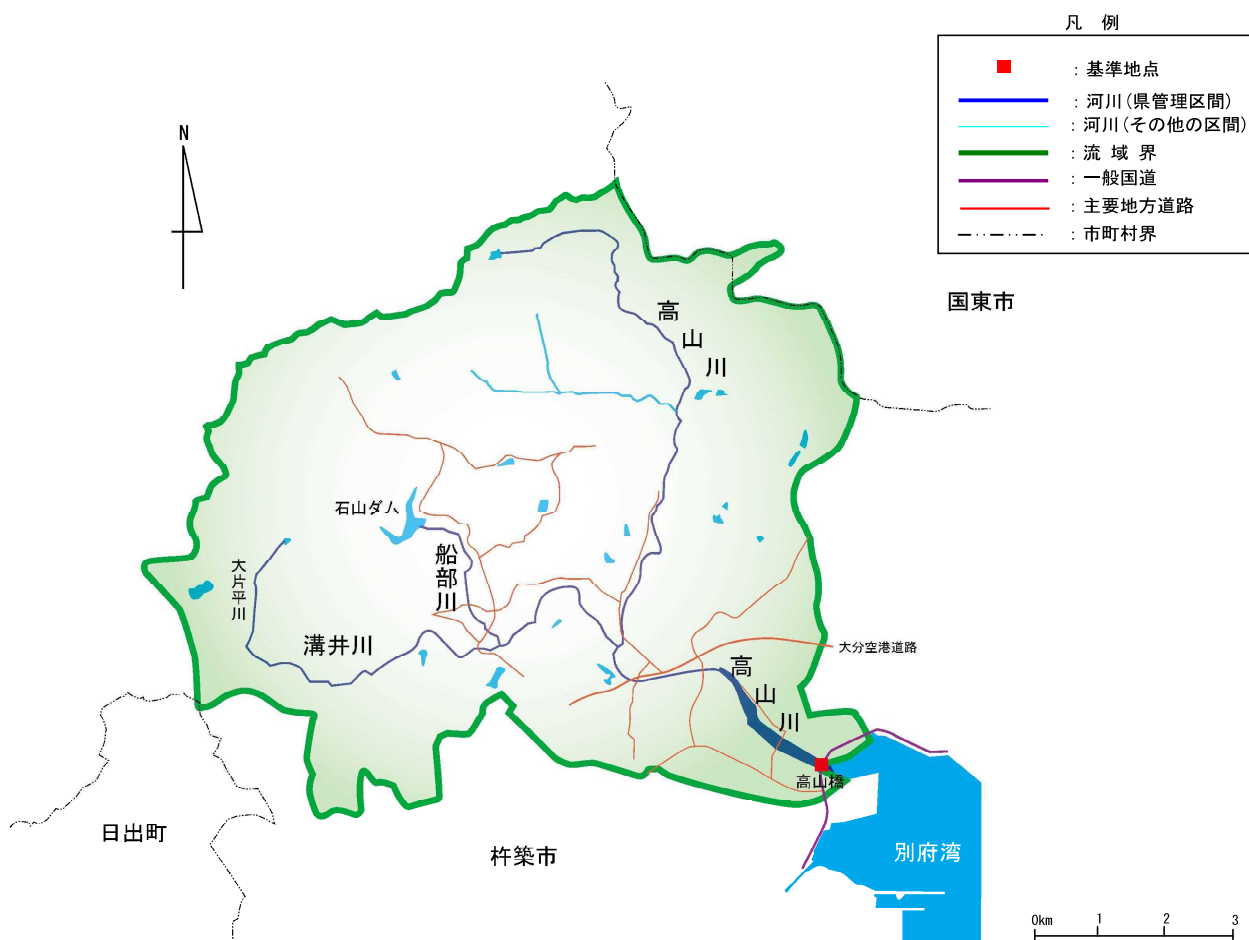 凡 例
：基準地点
：河川(県管理区間)
：河川(その他の区間)
：流 域 界
：一般国道
：主要地方道路
：市町村界
N
国東市
高山川
石山ダム
船部川
大片平川
溝井川
大分空港道路
高山川
高山橋
日出町
杵築市
別府湾
0km 1 2 3